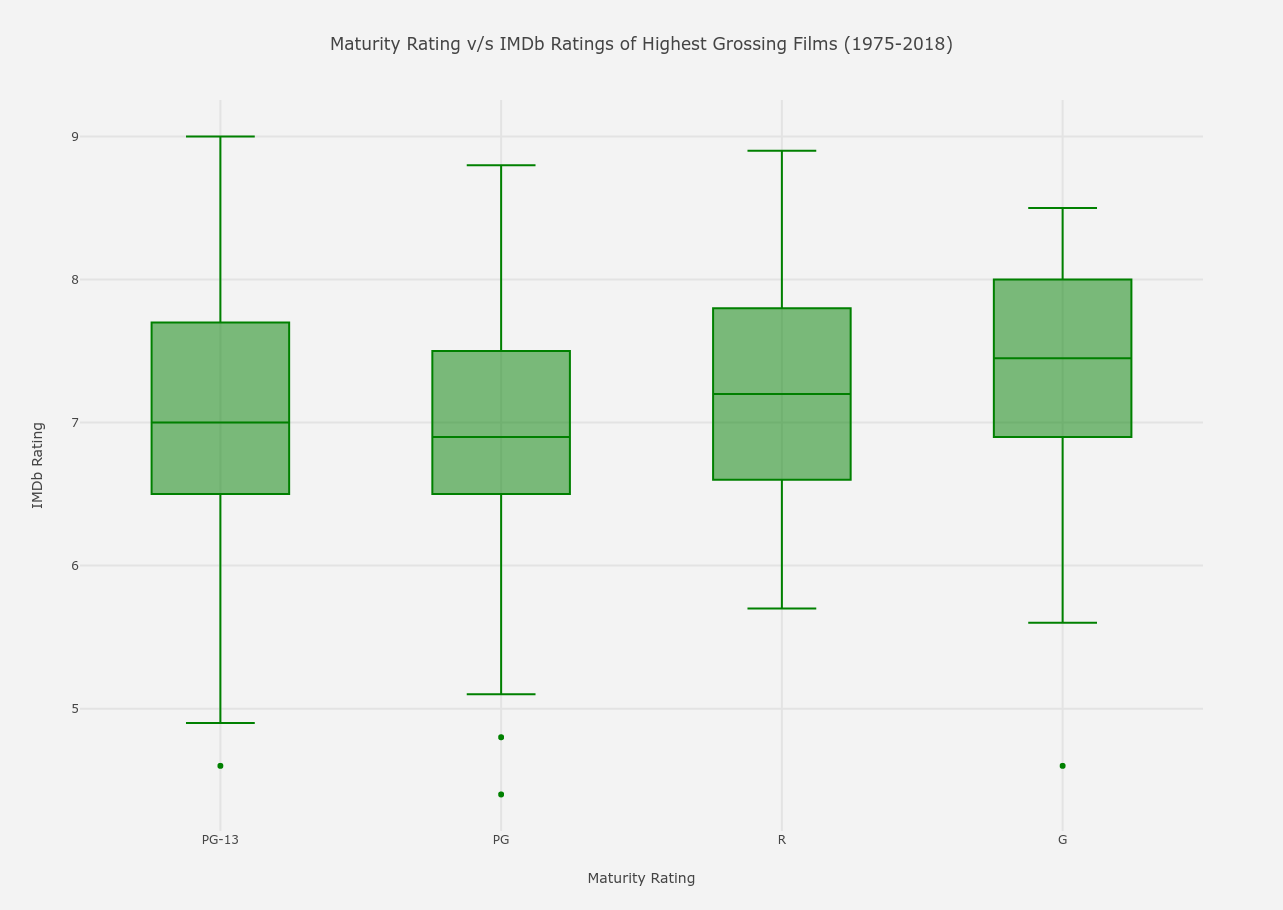 Maturity Rating v/s IMDb Ratings of Highest Grossing Films (1975-2018)
9
8
7
6
5
IMDb Rating
PG-13
PG
R
G
Maturity Rating